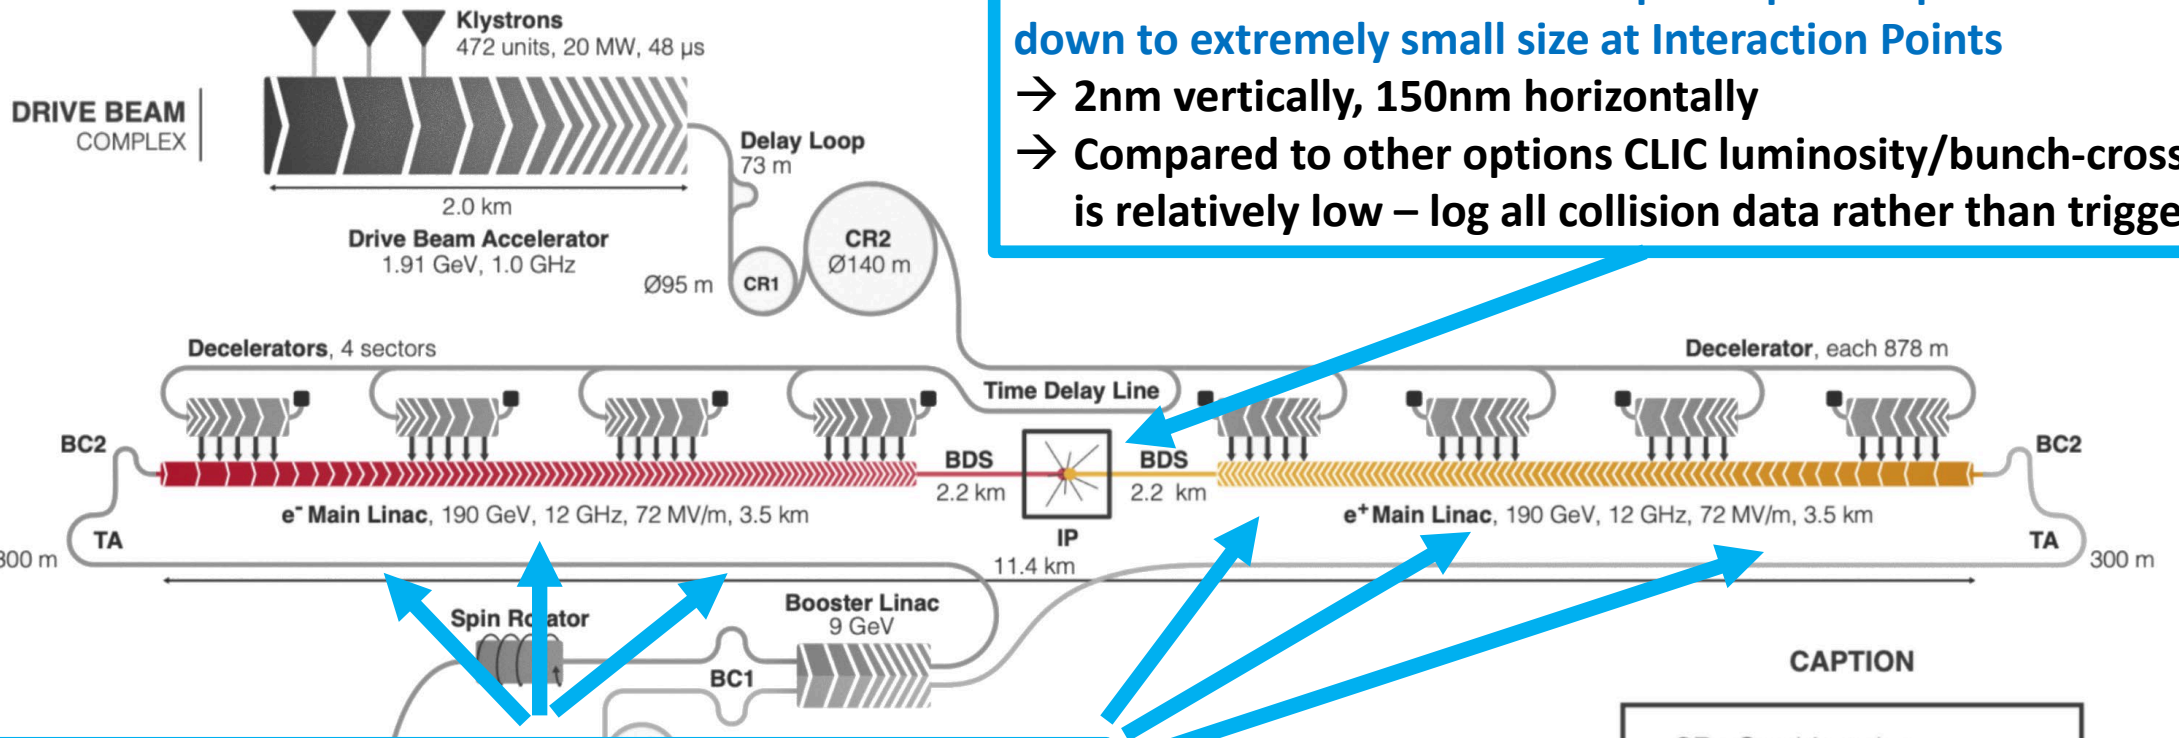 Klystrons
472 units, 20 MW, 48 µs
DRIVE BEAM
COMPLEX
2.0 km
Drive Beam Accelerator
1.91 GeV, 1.0 GHz
Delay Loop
73 m
CR2
Ø140 m
Ø95 m
CR1
down to extremely small size at Interaction Points
→ 2nm vertically, 150nm horizontally
→ Compared to other options CLIC luminosity/bunch-cross
is relatively low – log all collision data rather than trigge
Decelerators, 4 sectors
Decelerator, each 878 m
Time Delay Line
BC2
BDS
2.2 km
BDS
2.2 km
BC2
e- Main Linac, 190 GeV, 12 GHz, 72 MV/m, 3.5 km
IP
e+ Main Linac, 190 GeV, 12 GHz, 72 MV/m, 3.5 km
TA
300 m
TA
300 m
11.4 km
Spin Rotator
Booster Linac
9 GeV
BC1
CAPTION